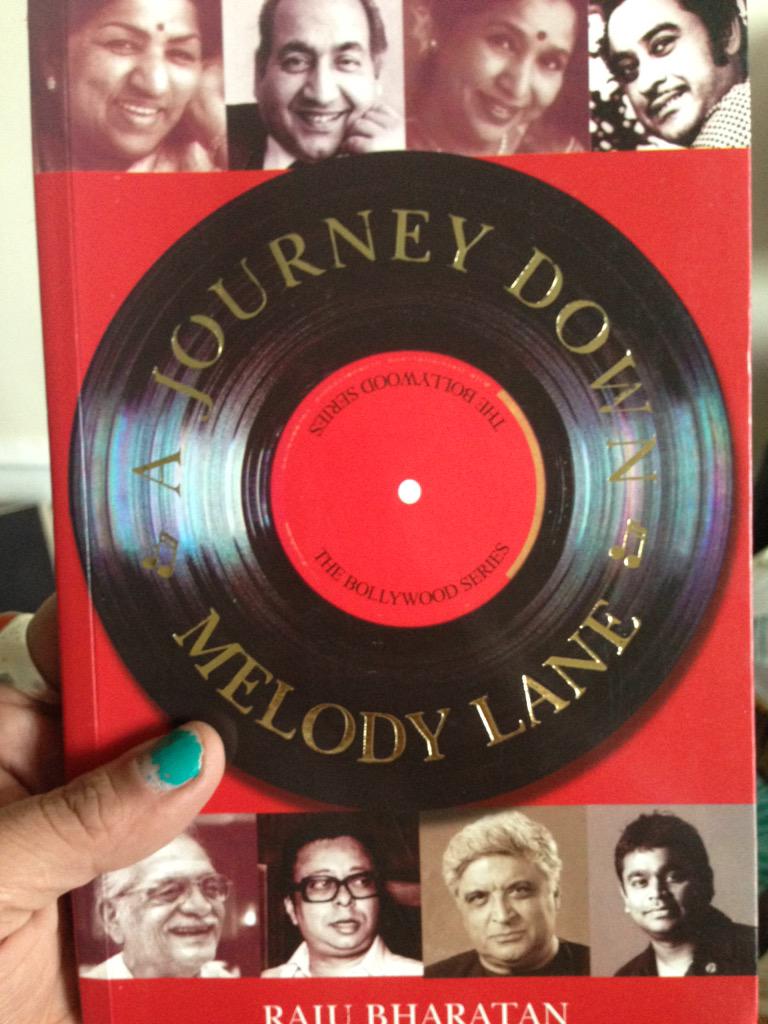 A JOURNEY DOWN
MELODY LANE
THE BOLLYWOOD SERIES
THE BOLLYWOOD SERIES
RAJU BHARATAN